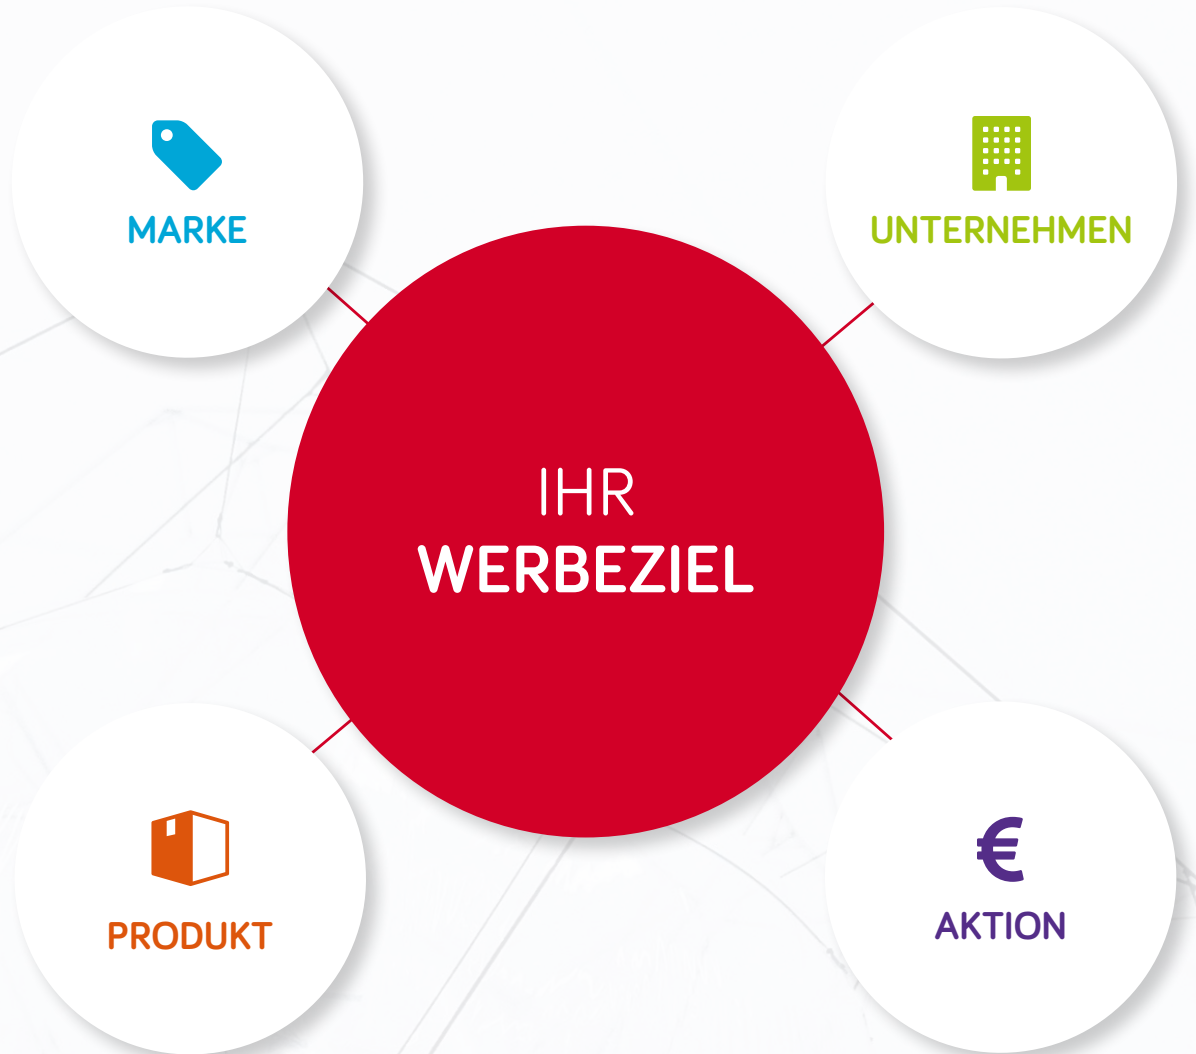 MARKE
UNTERNEHMEN
IHR
WERBEZIEL
PRODUKT
€
AKTION